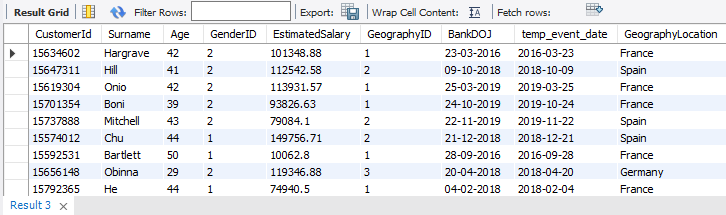 Result Grid Filter Rows: Export: Wrap Cell Content: Fetch rows:
CustomerId Surname Age GenderID EstimatedSalary GeographyID BankDOJ temp_event_date GeographyLocation
15634602 Hargrave 42 2 101348.88 1 23-03-2016 2016-03-23 France
15647311 Hill 41 2 112542.58 2 09-10-2018 2018-10-09 Spain
15619304 Onio 42 2 113931.57 1 25-03-2019 2019-03-25 France
15701354 Boni 39 2 93826.63 1 24-10-2019 2019-10-24 France
15737888 Mitchell 43 2 79084.1 2 22-11-2019 2019-11-22 Spain
15574012 Chu 44 1 149756.71 2 21-12-2018 2018-12-21 Spain
15592531 Bartlett 50 1 10062.8 1 28-09-2016 2016-09-28 France
15656148 Obinna 29 2 119346.88 3 20-04-2018 2018-04-20 Germany
15792365 He 44 1 74940.5 1 04-02-2018 2018-02-04 France
Result 3